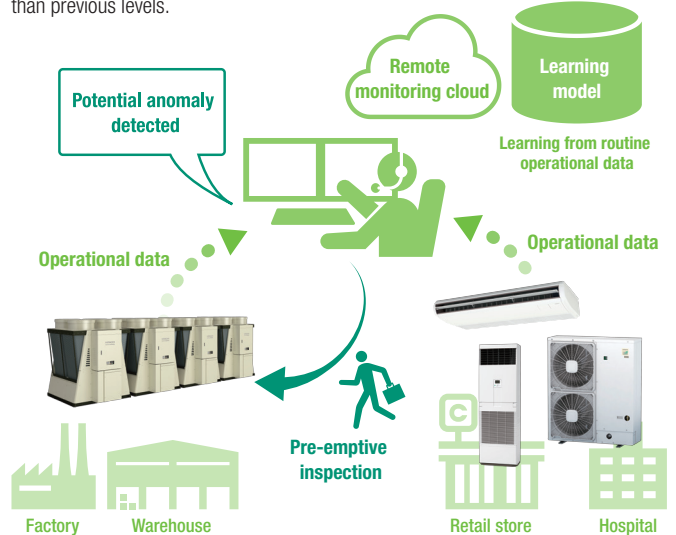 than previous levels.
Remote
monitoring cloud
Learning
model
Potential anomaly
detected
Learning from routine
operational data
Operational data
Operational data
C
Pre-emptive
inspection
Factory
Warehouse
Retail store
Hospital